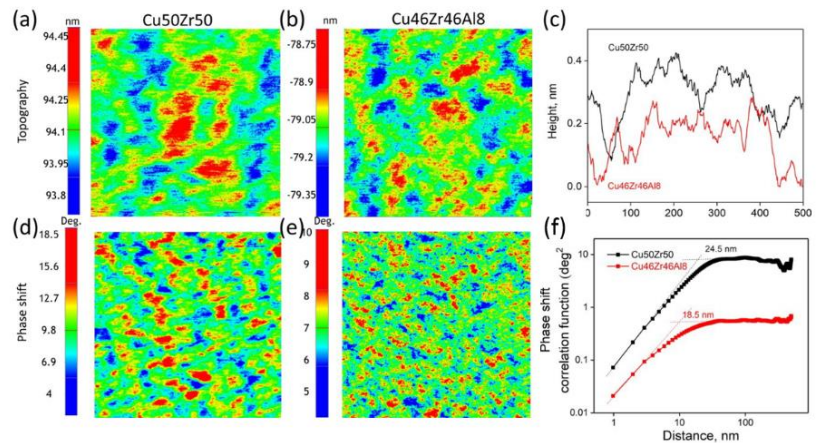 (a)
nm
Cu50Zr50
94.45
94.4
94.25
94.1
93.95
93.8
Topography
(b)
nm
Cu46Zr46Al8
-78.75
-78.9
-79.05
-79.2
-79.35
(c)
Cu50Zr50
Cu46Zr46Al8
0.4
0.2
0.0
Height, nm
0
100
200
300
400
500
(d)
Deg.
18.5
15.6
12.7
9.8
6.9
4
Phase shift
(e)
Deg.
10
9
8
7
6
5
(f)
Cu50Zr50
Cu46Zr46Al8
24.5 nm
18.5 nm
10
1
0.1
0.01
Phase shift
correlation function (deg²
1
10
100
Distance, nm